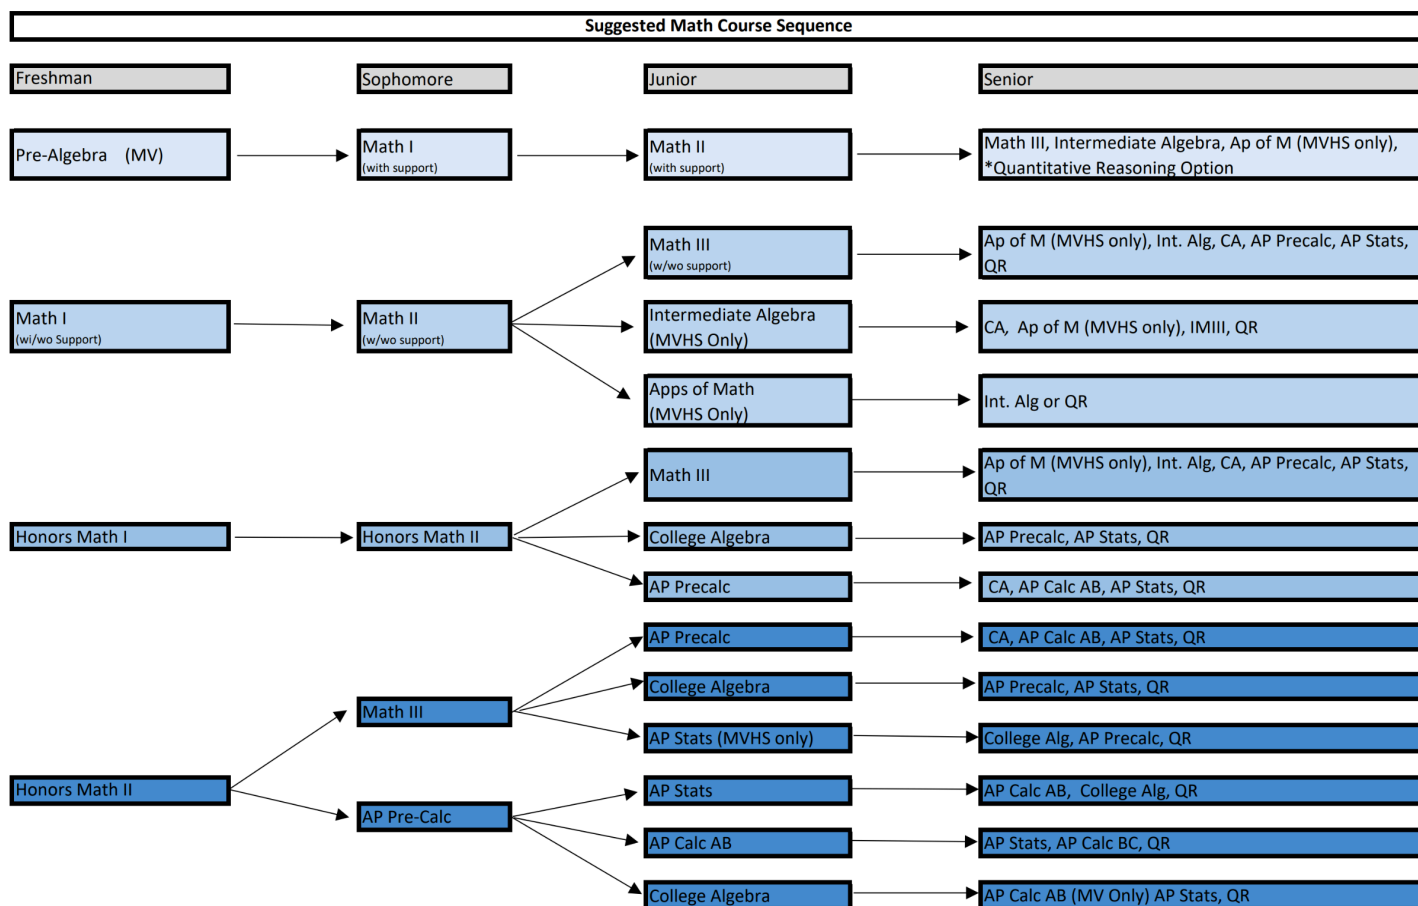 Suggested Math Course Sequence
Freshman
Sophomore
Junior
Senior
Pre-Algebra (MV)
Math I
(with support)
Math II
(with support)
Math III, Intermediate Algebra, Ap of M (MVHS only),
*Quantitative Reasoning Option
Math I
(wi/wo Support)
Math II
(w/wo support)
Math III
(w/wo support)
Ap of M (MVHS only), Int. Alg, CA, AP Precalc, AP Stats,
QR
Intermediate Algebra
(MVHS Only)
CA, Ap of M (MVHS only), IMIII, QR
Apps of Math
(MVHS Only)
Int. Alg or QR
Honors Math I
Honors Math II
Math III
Ap of M (MVHS only), Int. Alg, CA, AP Precalc, AP Stats,
QR
College Algebra
AP Precalc, AP Stats, QR
AP Precalc
CA, AP Calc AB, AP Stats, QR
Honors Math II
Math III
AP Precalc
CA, AP Calc AB, AP Stats, QR
College Algebra
AP Precalc, AP Stats, QR
AP Stats (MVHS only)
College Alg, AP Precalc, QR
AP Pre-Calc
AP Stats
AP Calc AB, College Alg, QR
AP Calc AB
AP Stats, AP Calc BC, QR
College Algebra
AP Calc AB (MV Only) AP Stats, QR